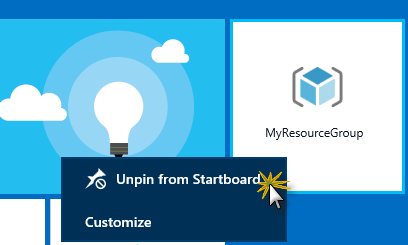 MyResourceGroup
Unpin from Startboard
Customize